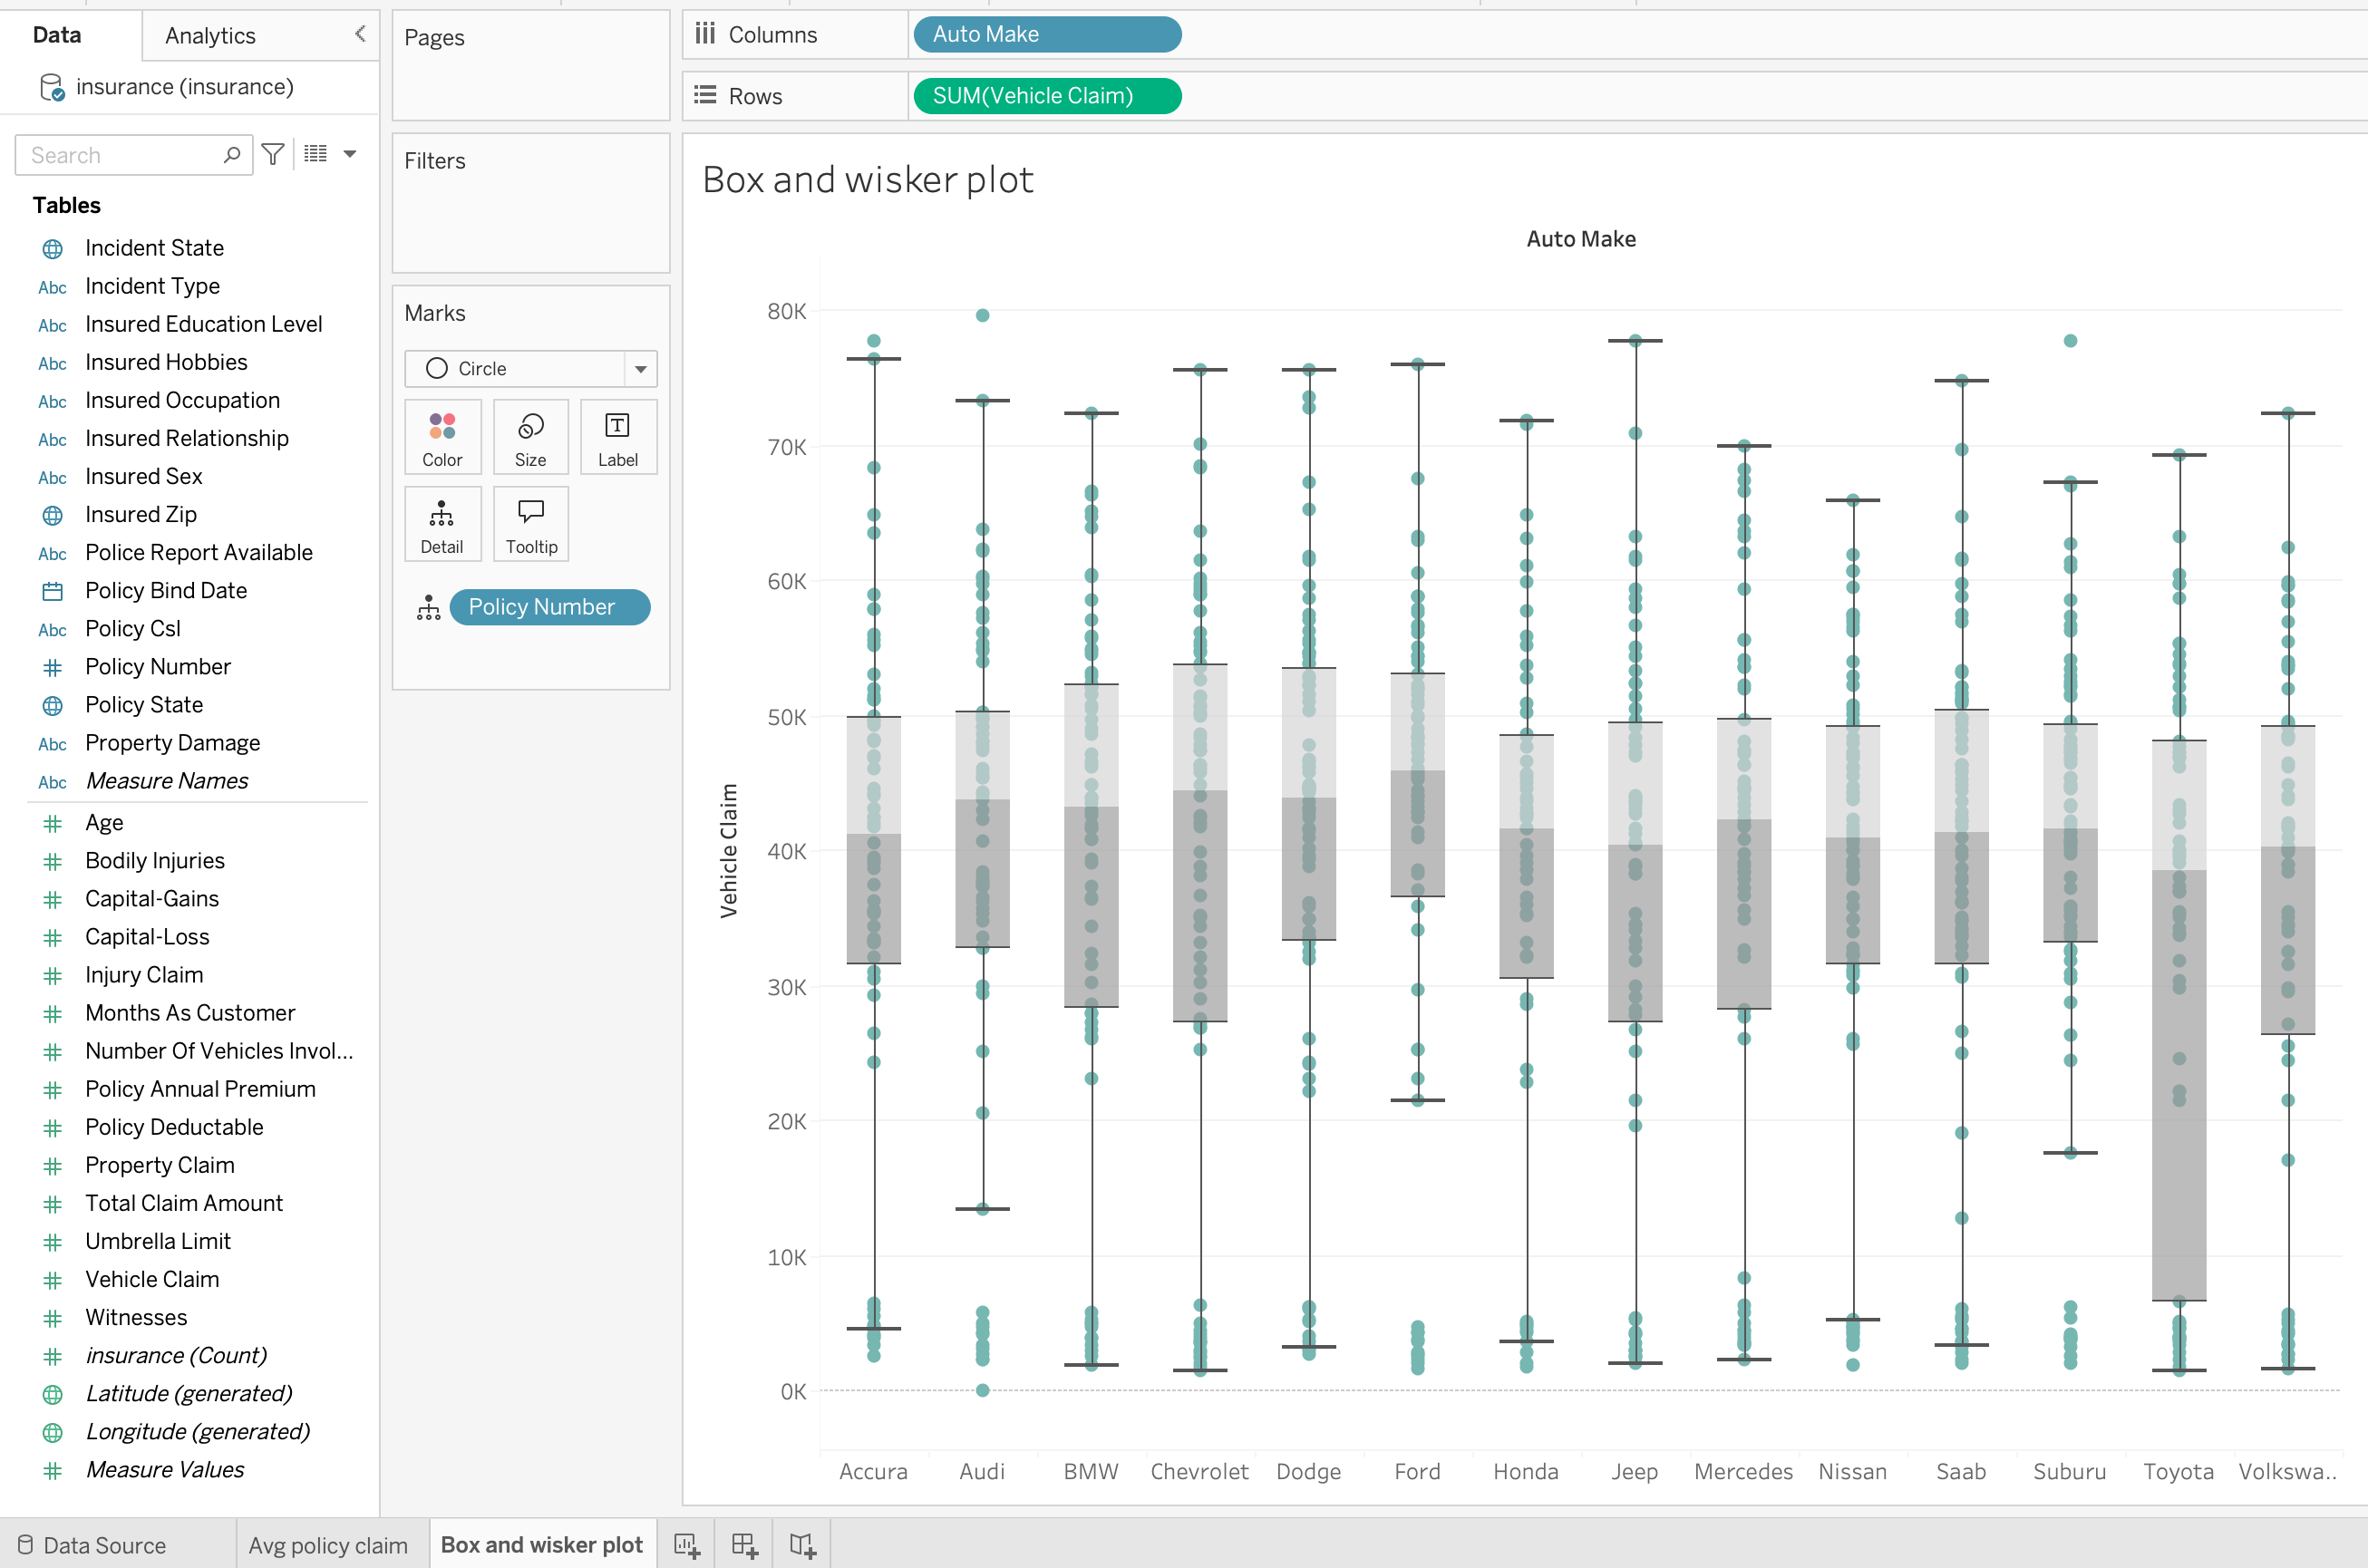 Data
Analytics
insurance (insurance)
Search
Tables
Incident State
Abc Incident Type
Abc Insured Education Level
Abc Insured Hobbies
Abc Insured Occupation
Abc Insured Relationship
Abc Insured Sex
Insured Zip
Abc Police Report Available
Policy Bind Date
Abc Policy Csl
Policy Number
Policy State
Abc Property Damage
Abc Measure Names
Age
Bodily Injuries
Capital-Gains
Capital-Loss
Injury Claim
Months As Customer
Number Of Vehicles Invol...
Policy Annual Premium
Policy Deductable
Property Claim
Total Claim Amount
Umbrella Limit
Vehicle Claim
Witnesses
insurance (Count)
Latitude (generated)
Longitude (generated)
Measure Values
Pages
Filters
Marks
Circle
Color Size Label
Detail Tooltip
Policy Number
Columns Auto Make
Rows SUM(Vehicle Claim)
Box and wisker plot
Auto Make
Vehicle Claim
80K
70K
60K
50K
40K
30K
20K
10K
0K
Accura Audi BMW Chevrolet Dodge Ford Honda Jeep Mercedes Nissan Saab Suburu Toyota Volkswa..
Data Source Avg policy claim Box and wisker plot